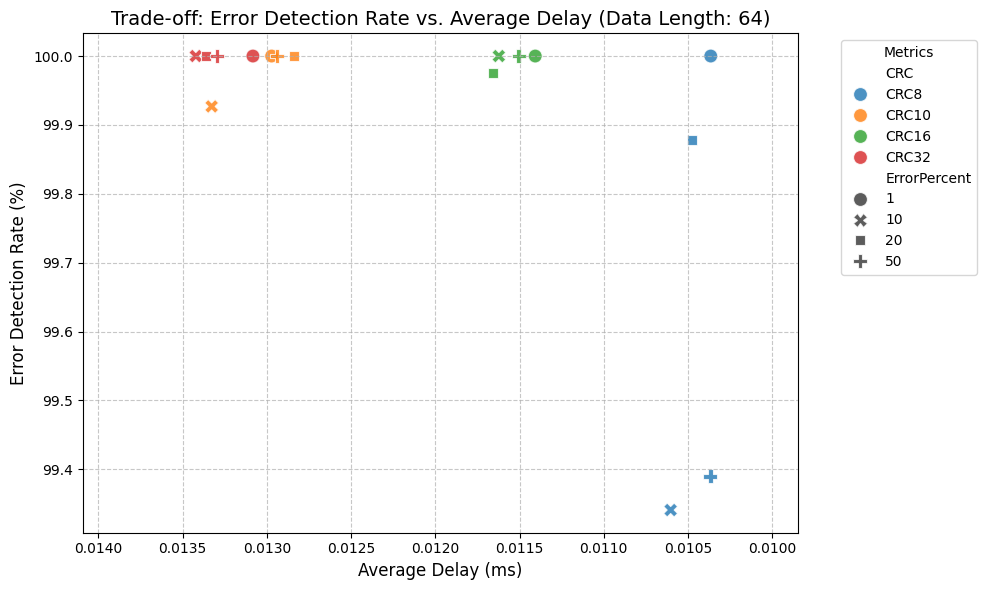 Trade-off: Error Detection Rate vs. Average Delay (Data Length: 64)
Error Detection Rate (%)
100.0
99.9
99.8
99.7
99.6
99.5
99.4
0.0140
0.0135
0.0130
0.0125
0.0120
0.0115
0.0110
0.0105
0.0100
Average Delay (ms)
Metrics
CRC
CRC8
CRC10
CRC16
CRC32
ErrorPercent
1
10
20
50